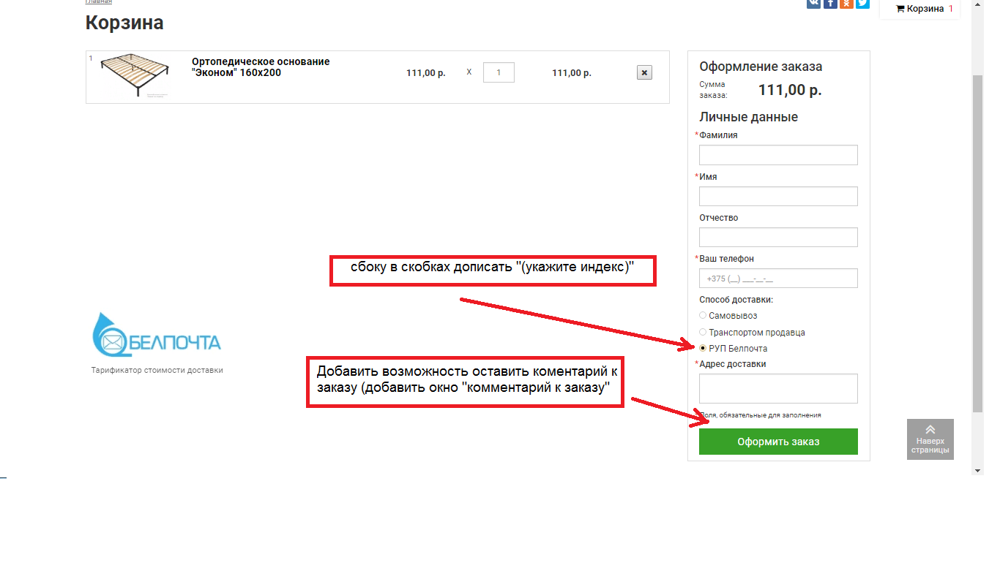 Главная
Корзина 1
Корзина
1
Ортопедическое основание
"Эконом" 160x200
111,00 р.
X
1
111,00 р.
Оформление заказа
Сумма
заказа:
111,00 р.
Личные данные
*Фамилия
*Имя
Отчество
*Ваш телефон
+375 (__) ___-__-__
Способ доставки:
Самовывоз
Транспортом продавца
РУП Белпочта
*Адрес доставки
Поля, обязательные для заполнения
Оформить заказ
сбоку в скобках дописать "(укажите индекс)"
БЕЛПОЧТА
Тарификатор стоимости доставки
Добавить возможность оставить коментарий к
заказу (добавить окно "комментарий к заказу"
Наверх
страницы